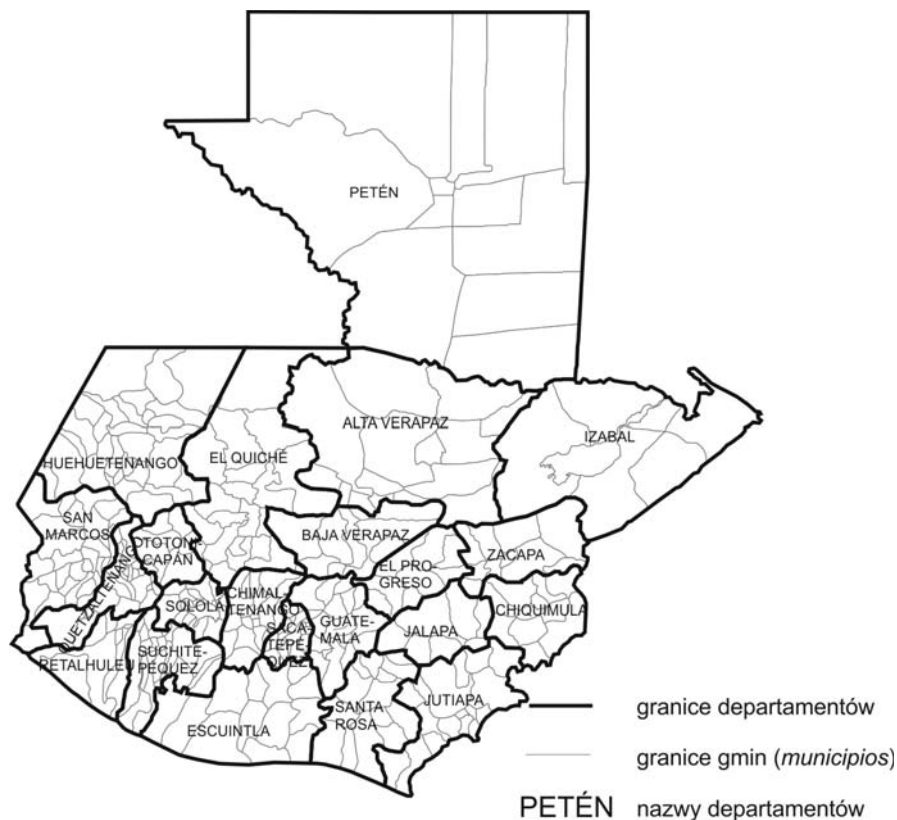 PETÉN
ALTA VERAPAZ
IZABAL
HUEHUETENANGO
EL QUICHÉ
SAN
MARCOS
TOTONI-
CAPÁN
QUETZALTENANGO
BAJA VERAPAZ
EL PRO-
GRESO
ZACAPA
SOLOLA
CHIMAL-
TENANGO
SACA-
TEPÉ-
QUEZ
GUATE-
MALA
JALAPA
CHIQUIMULA
RETALHULEU
SUCHITE-
PÉQUEZ
ESCUINTLA
SANTA
ROSA
JUTIAPA
granice departamentów
granice gmin (municipios)
PETÉN nazwy departamentów